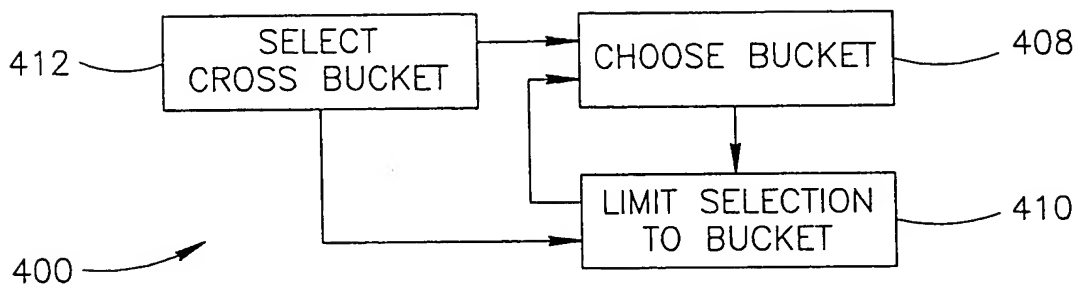 412
SELECT
CROSS BUCKET
CHOOSE BUCKET
408
LIMIT SELECTION
TO BUCKET
410
400